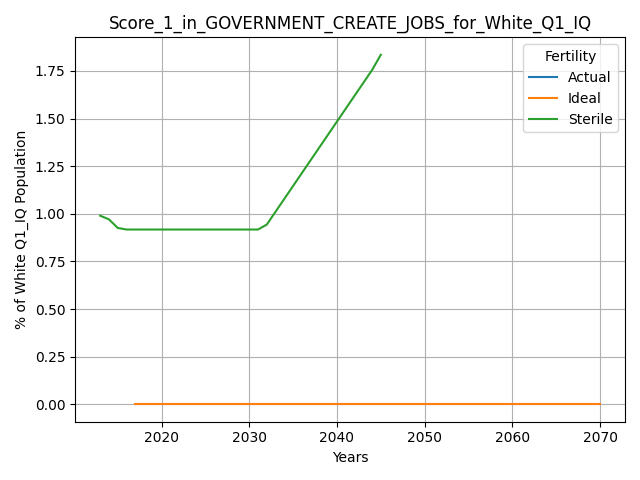 Score_1_in_GOVERNMENT_CREATE_JOBS_for_White_Q1_IQ
Fertility
Actual
Ideal
Sterile
% of White Q1_IQ Population
1.75
1.50
1.25
1.00
0.75
0.50
0.25
0.00
2020 2030 2040 2050 2060 2070
Years